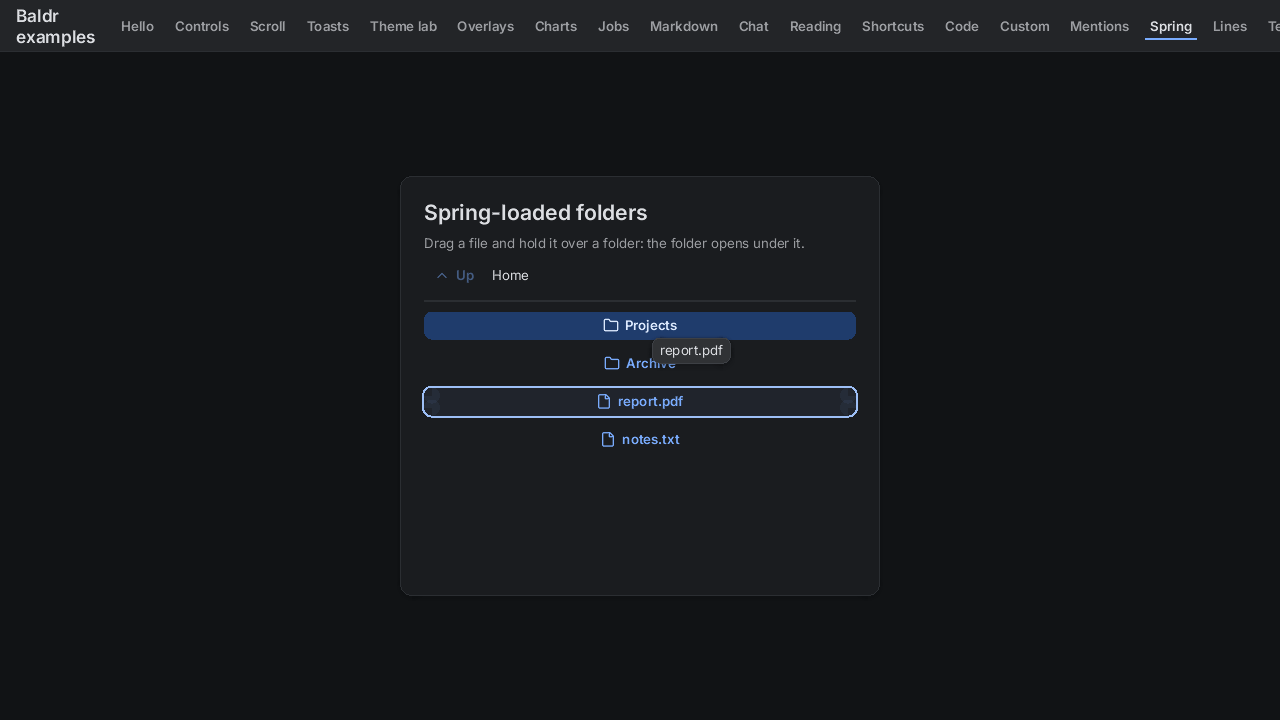 Baldr examples
Hello Controls Scroll Toasts Theme lab Overlays Charts Jobs Markdown Chat Reading Shortcuts Code Custom Mentions Spring Lines
Spring-loaded folders
Drag a file and hold it over a folder: the folder opens under it.
Up Home
Projects
report.pdf
Archive
report.pdf
notes.txt